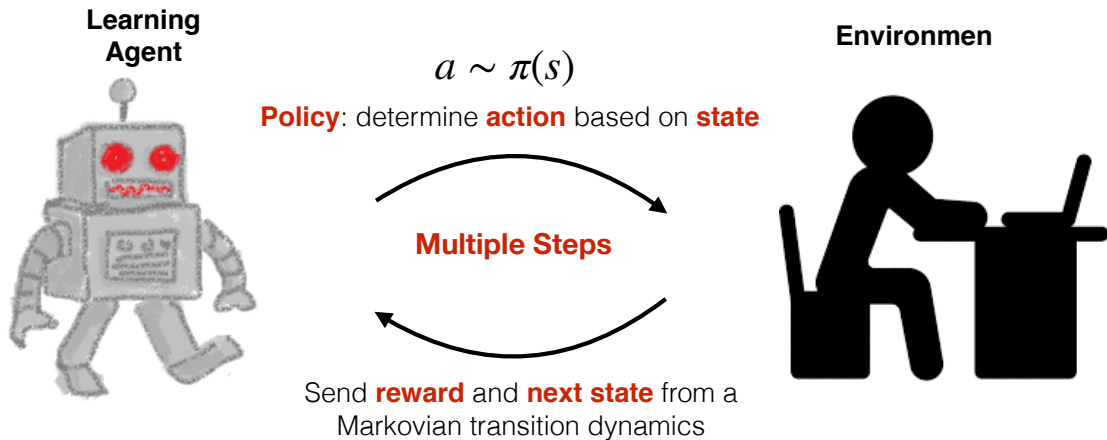 Learning
Agent
Environmen
a ∼ π(s)
Policy: determine action based on state
Multiple Steps
Send reward and next state from a
Markovian transition dynamics